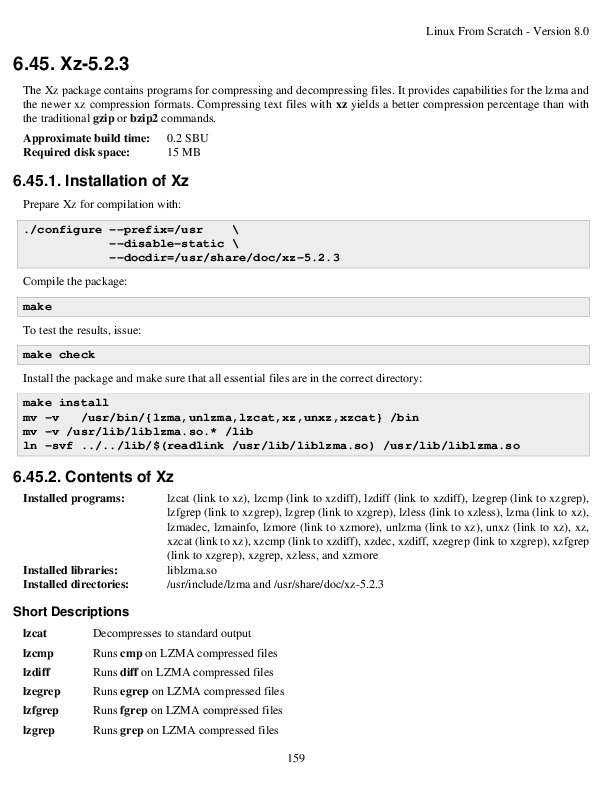 Linux From Scratch - Version 8.0
6.45. Xz-5.2.3
The Xz package contains programs for compressing and decompressing files. It provides capabilities for the lzma and
the newer xz compression formats. Compressing text files with xz yields a better compression percentage than with
the traditional gzip or bzip2 commands.
Approximate build time: 0.2 SBU
Required disk space: 15 MB
6.45.1. Installation of Xz
Prepare Xz for compilation with:
./configure --prefix=/usr    \
            --disable-static \
            --docdir=/usr/share/doc/xz-5.2.3
Compile the package:
make
To test the results, issue:
make check
Install the package and make sure that all essential files are in the correct directory:
make install
mv -v   /usr/bin/{lzma,unlzma,lzcat,xz,unxz,xzcat} /bin
mv -v /usr/lib/liblzma.so.* /lib
ln -svf ../../lib/$(readlink /usr/lib/liblzma.so) /usr/lib/liblzma.so
6.45.2. Contents of Xz
Installed programs: lzcat (link to xz), lzcmp (link to xzdiff), lzdiff (link to xzdiff), lzegrep (link to xzgrep),
lzfgrep (link to xzgrep), lzgrep (link to xzgrep), lzless (link to xzless), lzma (link to xz),
lzmadec, lzmainfo, lzmore (link to xzmore), unlzma (link to xz), unxz (link to xz), xz,
xzcat (link to xz), xzcmp (link to xzdiff), xzdec, xzdiff, xzegrep (link to xzgrep), xzfgrep
(link to xzgrep), xzgrep, xzless, and xzmore
Installed libraries: liblzma.so
Installed directories: /usr/include/lzma and /usr/share/doc/xz-5.2.3
Short Descriptions
lzcat Decompresses to standard output
lzcmp Runs cmp on LZMA compressed files
lzdiff Runs diff on LZMA compressed files
lzegrep Runs egrep on LZMA compressed files
lzfgrep Runs fgrep on LZMA compressed files
lzgrep Runs grep on LZMA compressed files
159